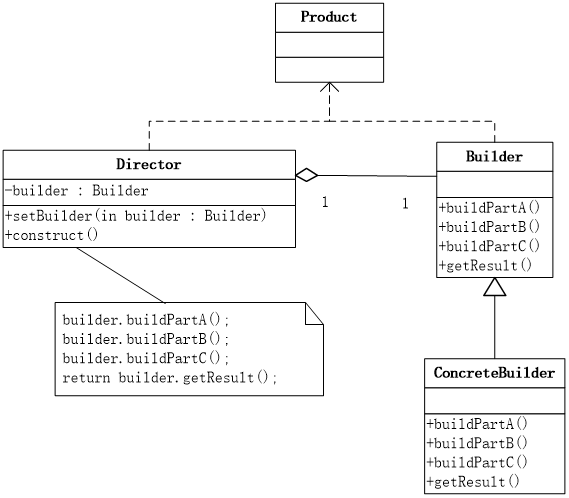 Product
Director
-builder : Builder
+setBuilder(in builder : Builder)
+construct()
1
1
Builder
+buildPartA()
+buildPartB()
+buildPartC()
+getResult()
builder.buildPartA();
builder.buildPartB();
builder.buildPartC();
return builder.getResult();
ConcreteBuilder
+buildPartA()
+buildPartB()
+buildPartC()
+getResult()